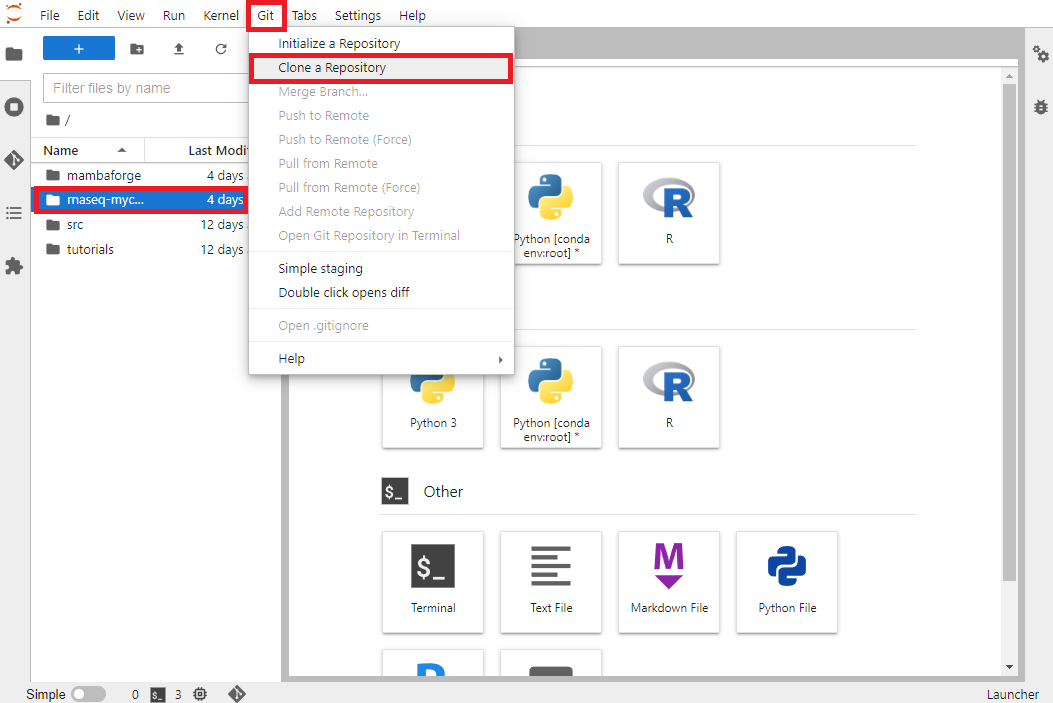 File Edit View Run Kernel Git Tabs Settings Help
Initialize a Repository
Clone a Repository
Merge Branch...
Push to Remote
Push to Remote (Force)
Pull from Remote
Pull from Remote (Force)
Add Remote Repository
Open Git Repository in Terminal
Simple staging
Double click opens diff
Open .gitignore
Help
+
Filter files by name
/
Name Last Modi
mambaforge 4 days
rnaseq-myc... 4 days
src 12 days
tutorials 12 days
Python [conda env:root] *
R
Python 3
Python [conda env:root] *
R
$_ Other
$_
Terminal
Text File
M
Markdown File
Python File
Simple 0 $_ 3 Launcher